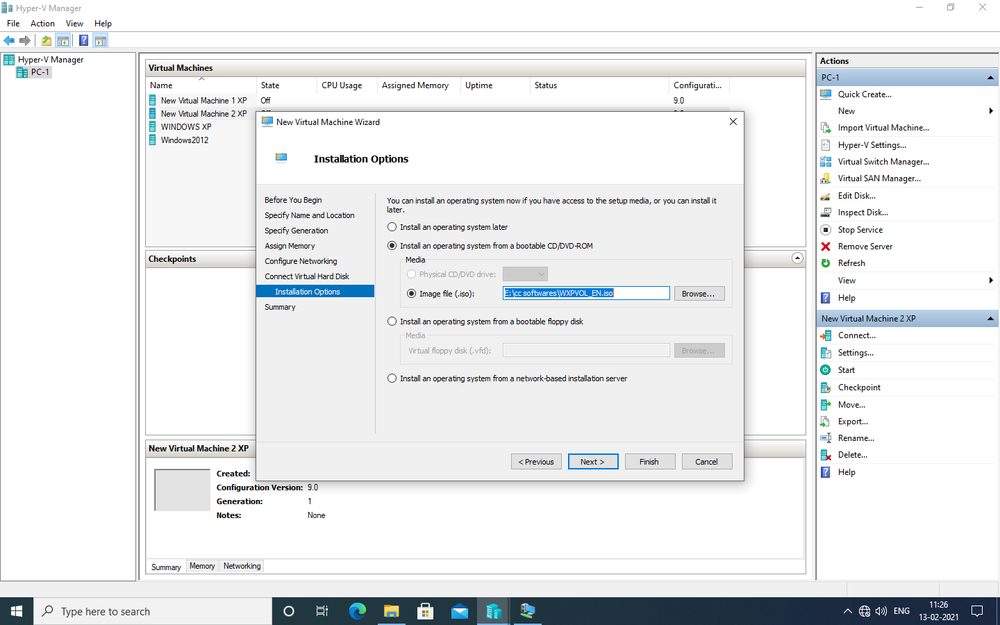 Hyper-V Manager
File Action View Help
Hyper-V Manager
PC-1
Virtual Machines
Name State CPU Usage Assigned Memory Uptime Status Configurati...
New Virtual Machine 1 XP Off 9.0
New Virtual Machine 2 XP
WINDOWS XP
Windows2012
Checkpoints
New Virtual Machine 2 XP
Created:
Configuration Version: 9.0
Generation: 1
Notes: None
Summary Memory Networking
New Virtual Machine Wizard
Installation Options
Before You Begin
Specify Name and Location
Specify Generation
Assign Memory
Configure Networking
Connect Virtual Hard Disk
Installation Options
Summary
You can install an operating system now if you have access to the setup media, or you can install it
later.
Install an operating system later
Install an operating system from a bootable CD/DVD-ROM
Media
Physical CD/DVD drive:
Image file (.iso): E:\cc softwares\WXPVOL_EN.iso Browse...
Install an operating system from a bootable floppy disk
Media
Virtual floppy disk (.vfd): Browse...
Install an operating system from a network-based installation server
< Previous Next > Finish Cancel
Actions
PC-1
Quick Create...
New
Import Virtual Machine...
Hyper-V Settings...
Virtual Switch Manager...
Virtual SAN Manager...
Edit Disk...
Inspect Disk...
Stop Service
Remove Server
Refresh
View
Help
New Virtual Machine 2 XP
Connect...
Settings...
Start
Checkpoint
Move...
Export...
Rename...
Delete...
Help
Type here to search
ENG
11:26
13-02-2021